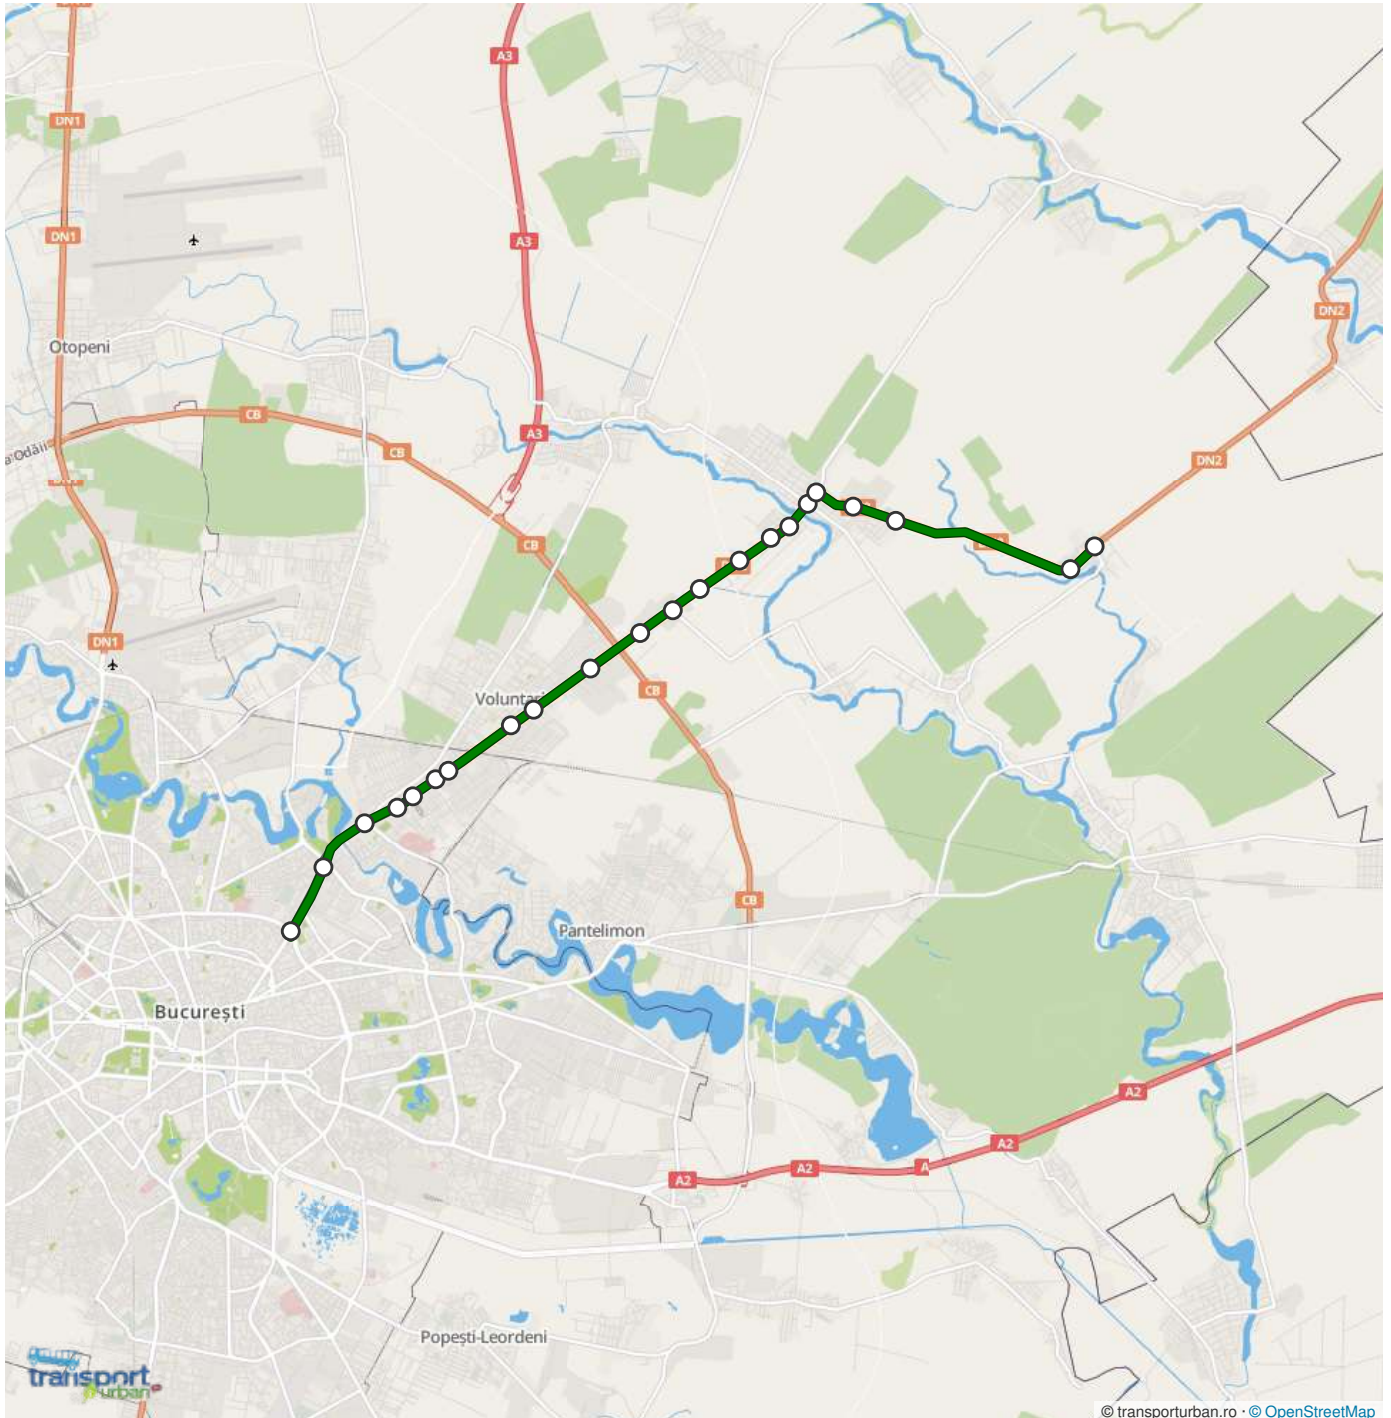 A3
DN1
DN1
A3
DN2
Otopeni
CB
a Odăii
CB
A3
DN2
CB
DN1
Voluntari
CB
CB
Pantelimon
București
A2
A2
A2
A
A2
Popești-Leordeni
transport
urban
© transporturban.ro · © OpenStreetMap